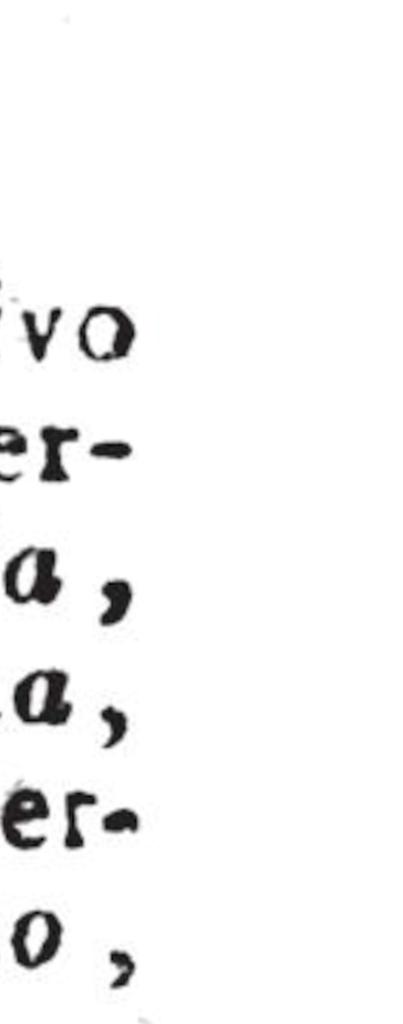 ivo
er-
a,
a,
er-
o,